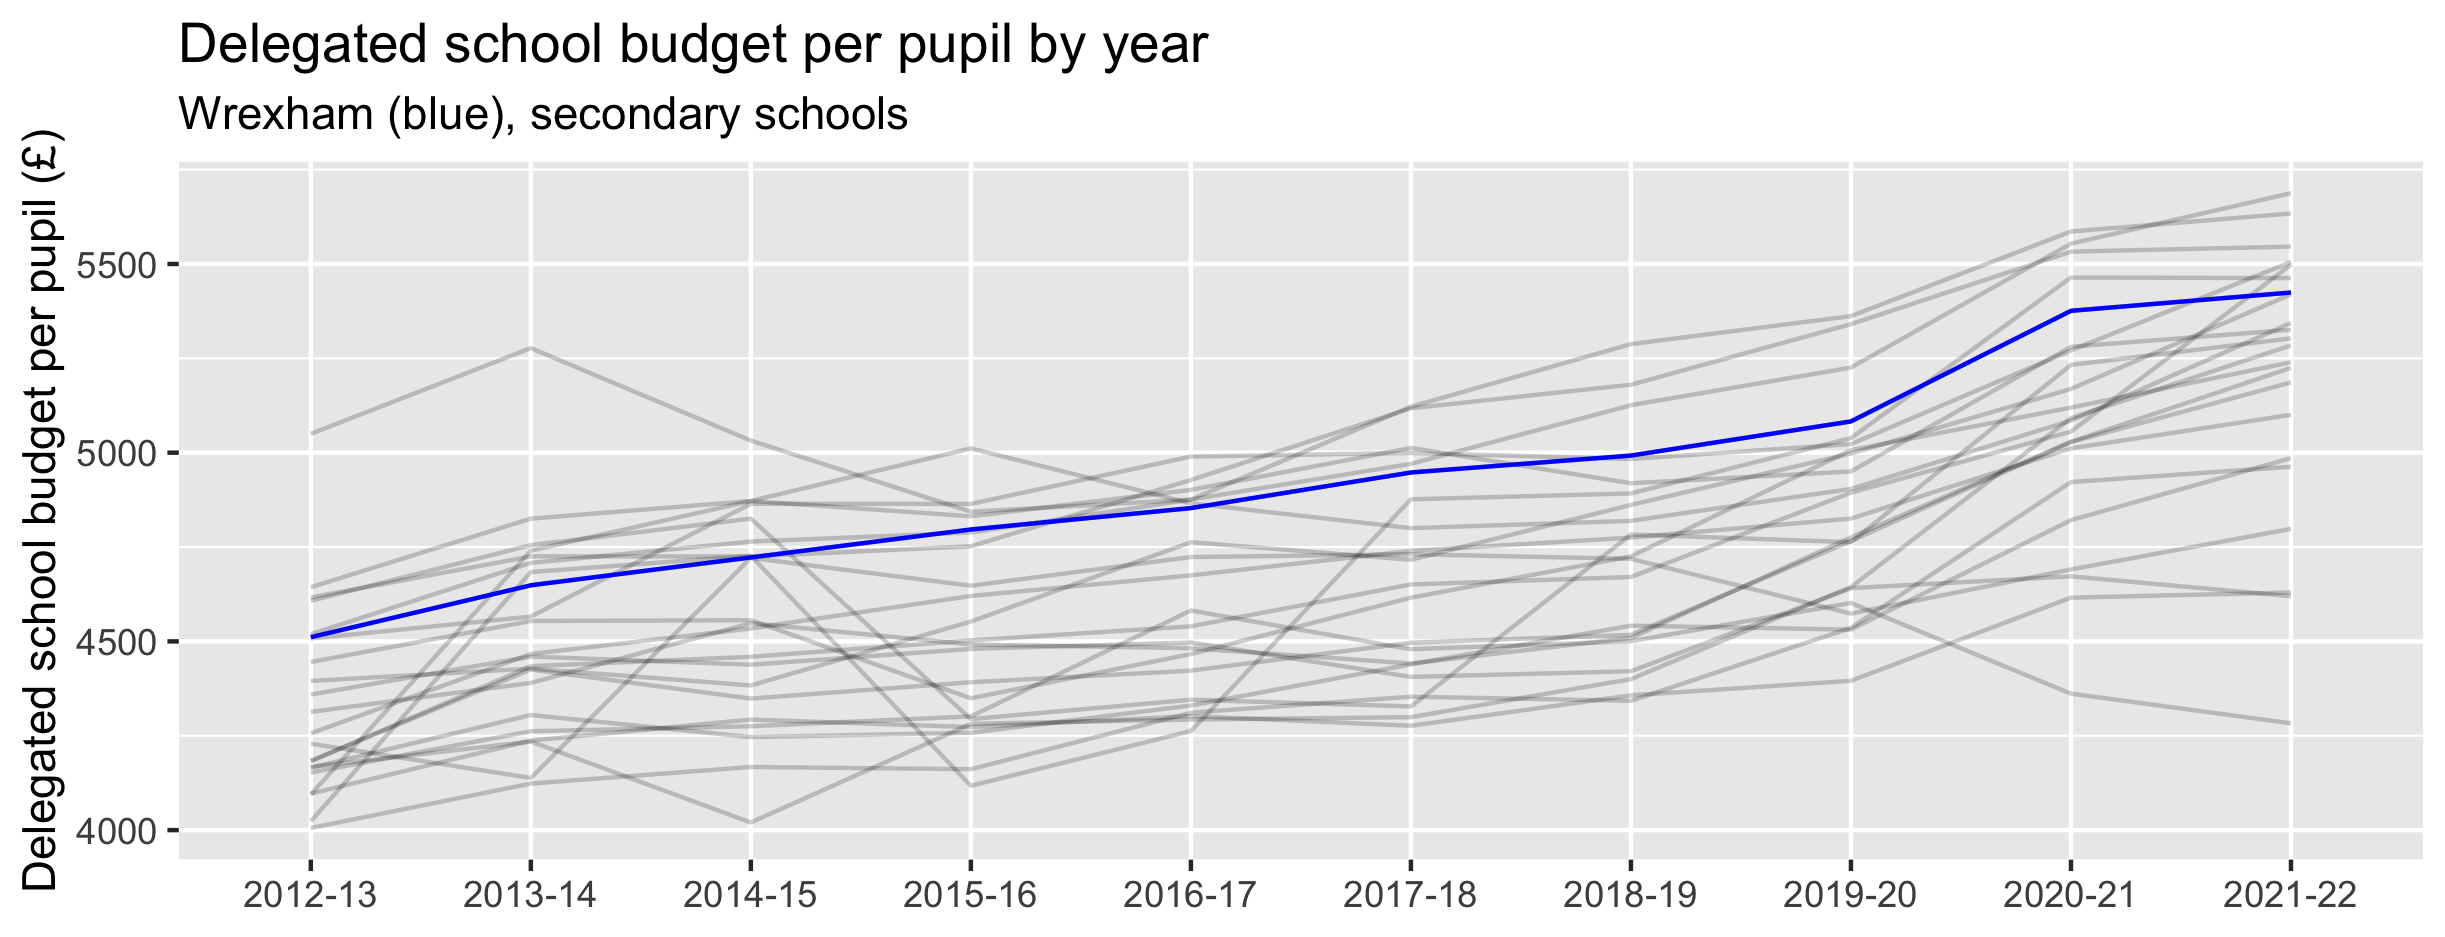 Delegated school budget per pupil by year
Wrexham (blue), secondary schools
Delegated school budget per pupil (£)
5500
5000
4500
4000
2012-13 2013-14 2014-15 2015-16 2016-17 2017-18 2018-19 2019-20 2020-21 2021-22